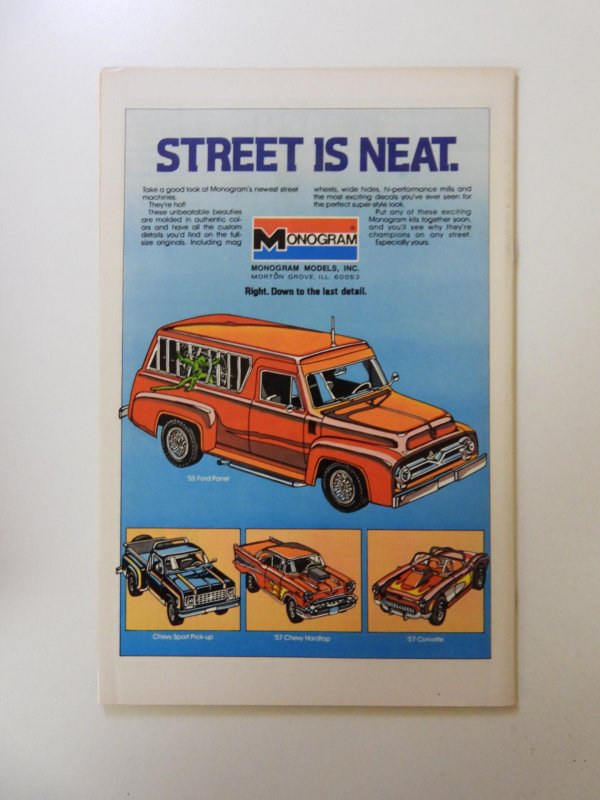 STREET IS NEAT.
Take a good look at Monogram's newest street
machines.
They're hot!
These unbeatable beauties
are molded in authentic col-
ors and have all the custom
details you'd find on the full-
size originals. Including mag
wheels, wide hides, hi-performance mills and
the most exciting decals you've ever seen for
the perfect super-style look.
Put any of these exciting
Monogram kits together soon,
and you'll see why they're
champions on any street.
Especially yours.
MONOGRAM
MONOGRAM MODELS, INC.
MORTON GROVE, ILL. 60053
Right. Down to the last detail.
'55 Ford Panel
Chevy Sport Pick-up
'57 Chevy Hardtop
'57 Corvette